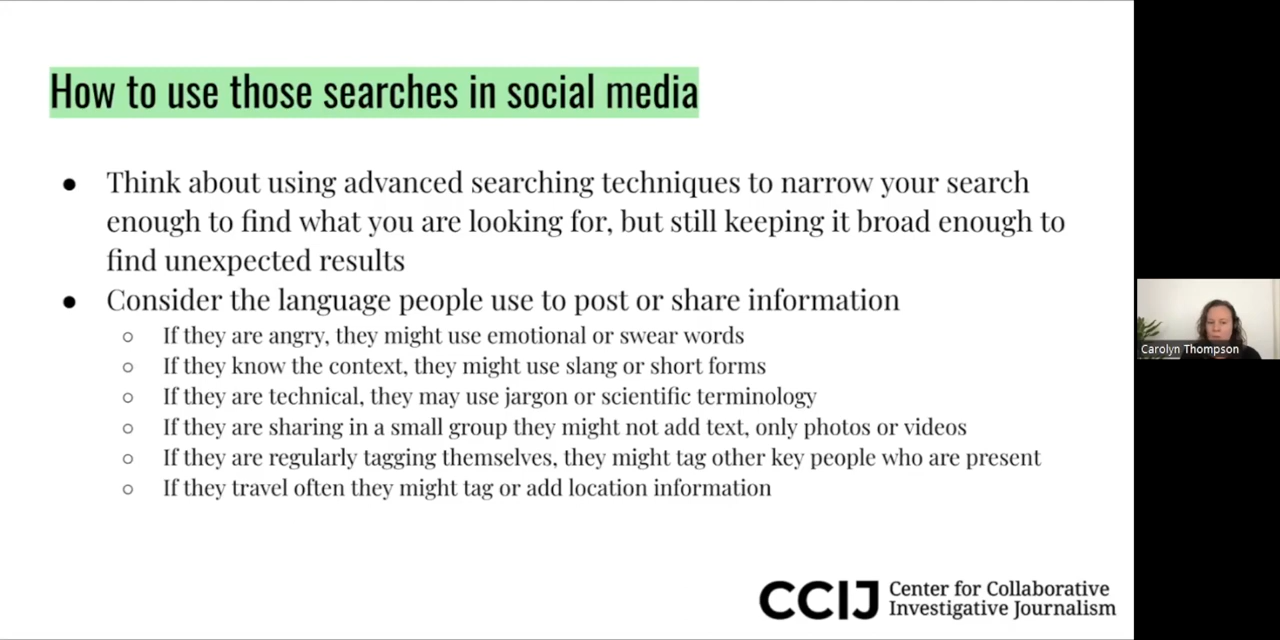 How to use those searches in social media
● Think about using advanced searching techniques to narrow your search
enough to find what you are looking for, but still keeping it broad enough to
find unexpected results
● Consider the language people use to post or share information
○ If they are angry, they might use emotional or swear words
○ If they know the context, they might use slang or short forms
○ If they are technical, they may use jargon or scientific terminology
○ If they are sharing in a small group they might not add text, only photos or videos
○ If they are regularly tagging themselves, they might tag other key people who are present
○ If they travel often they might tag or add location information
Carolyn Thompson
CCIJ Center for Collaborative
Investigative Journalism